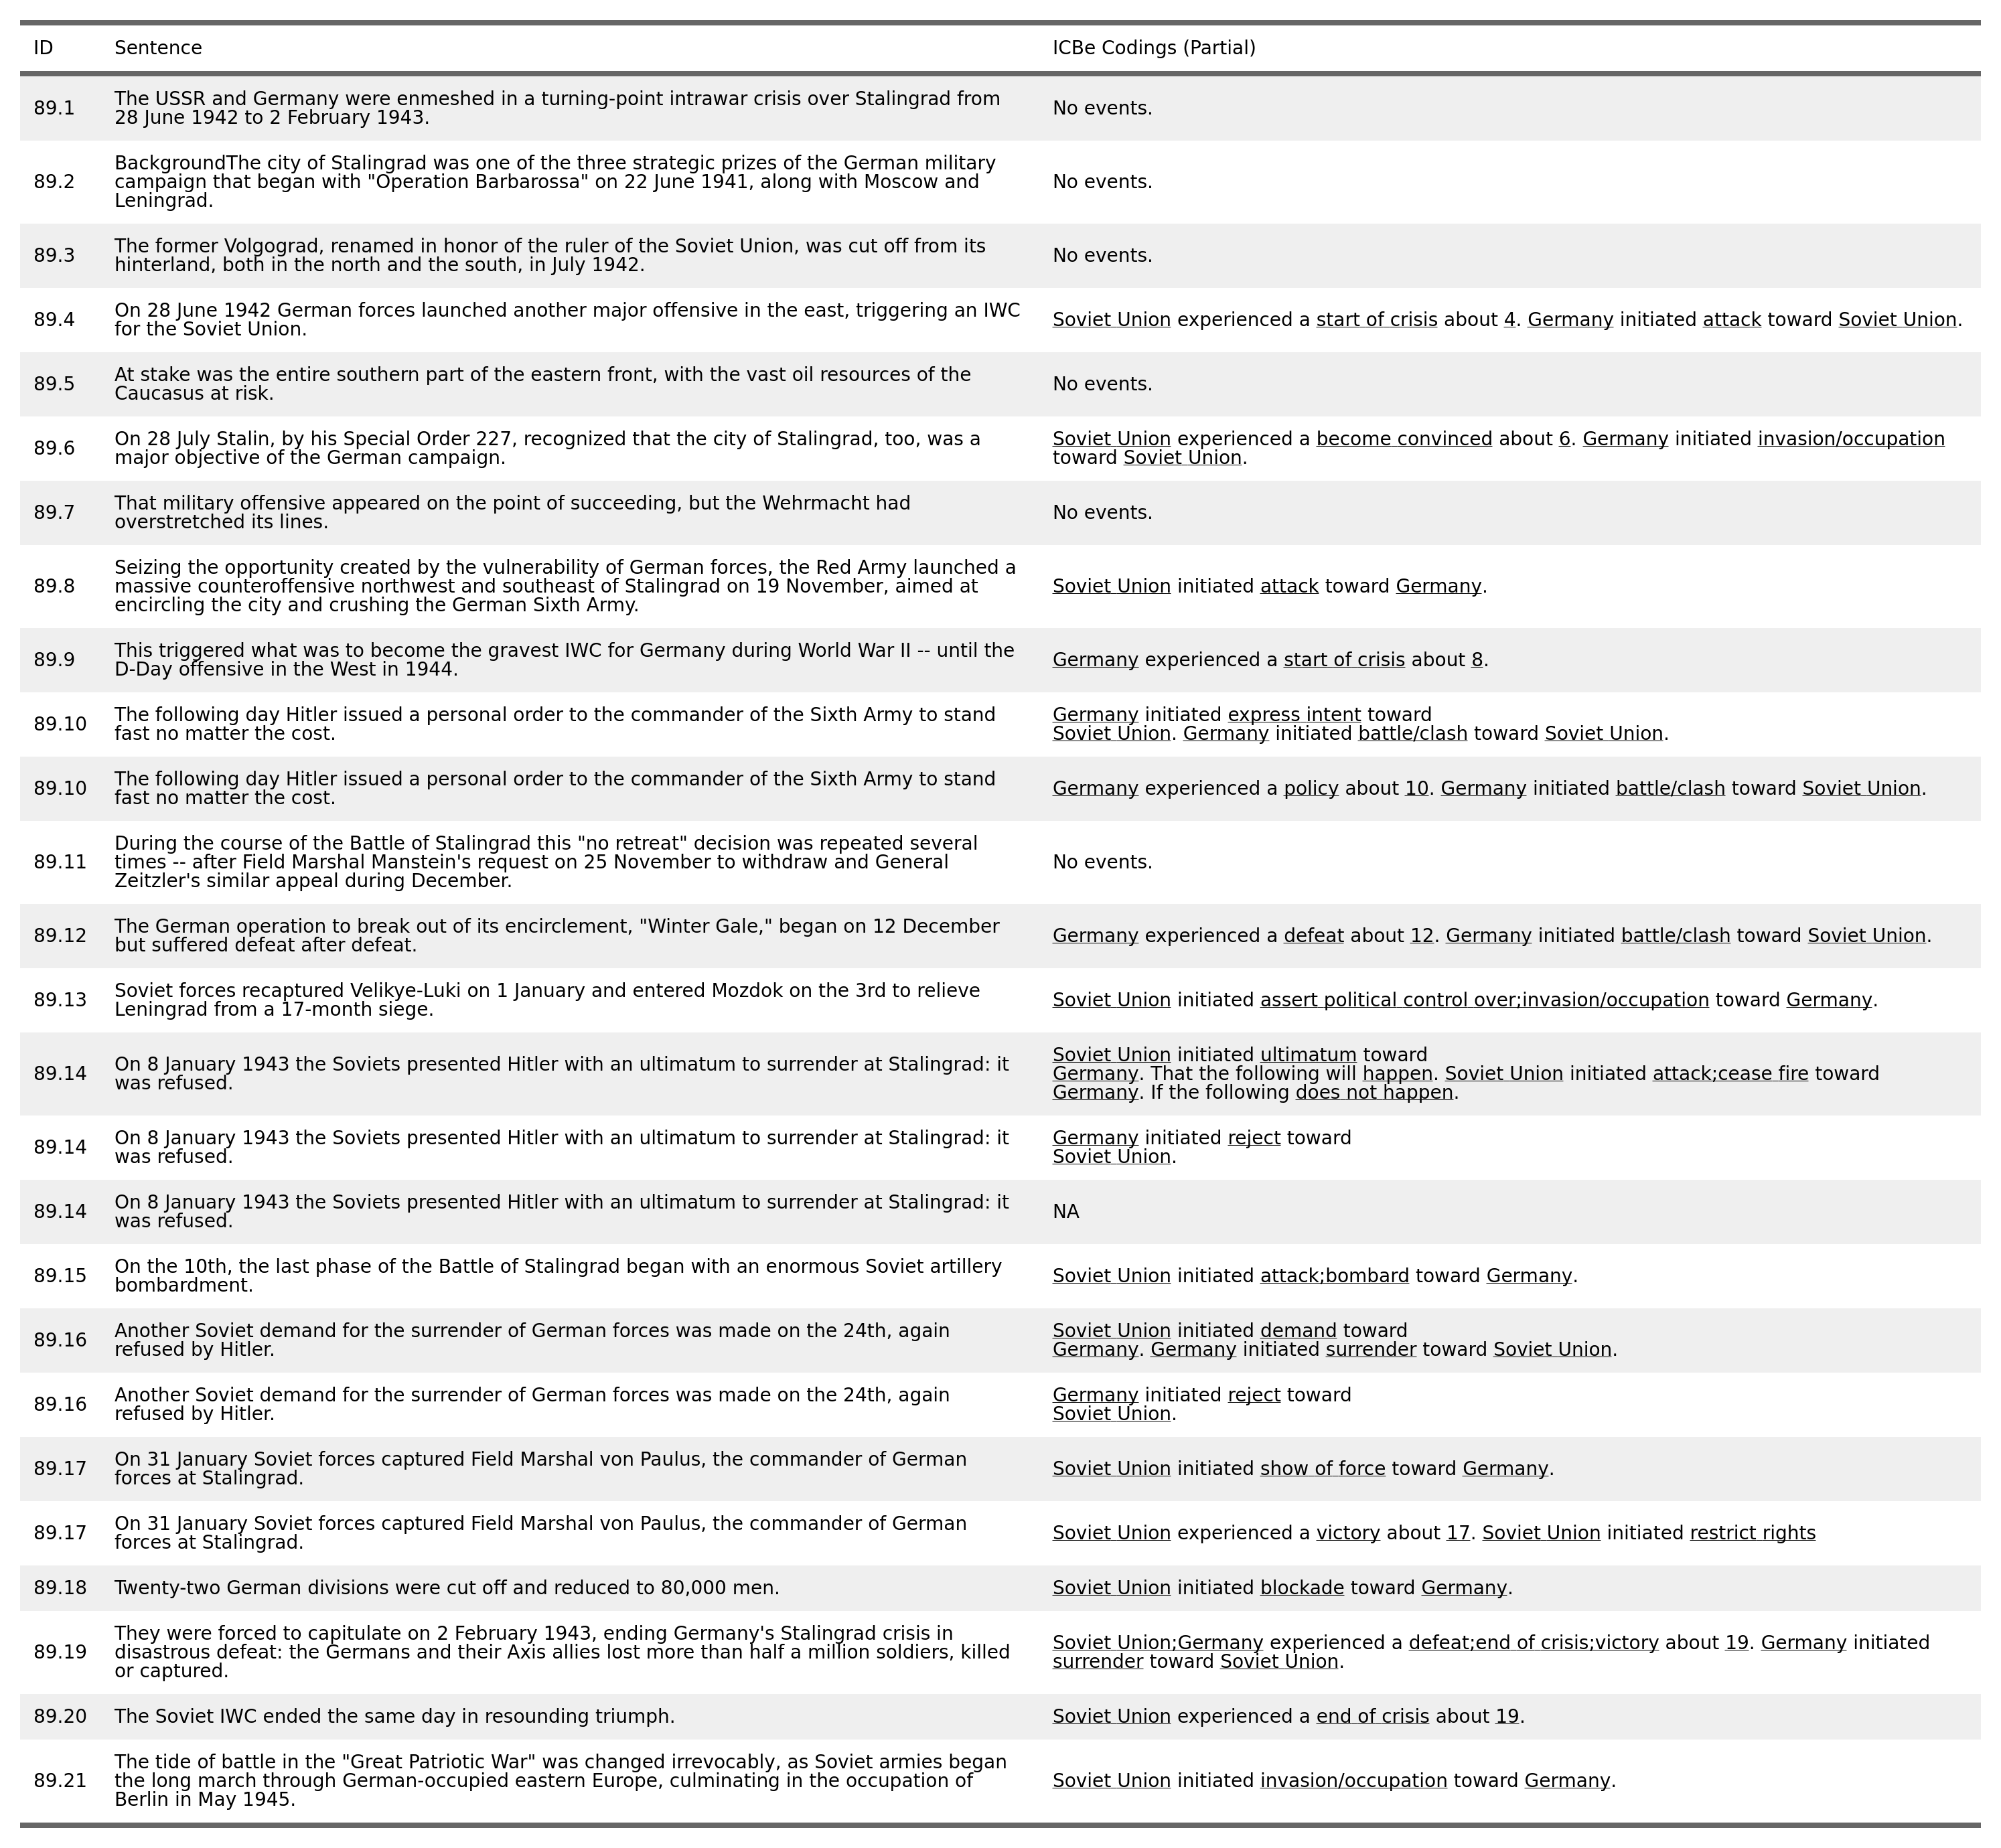 ID Sentence ICBe Codings (Partial)
89.1 The USSR and Germany were enmeshed in a turning-point intrawar crisis over Stalingrad from
28 June 1942 to 2 February 1943.
No events.
89.2 BackgroundThe city of Stalingrad was one of the three strategic prizes of the German military
campaign that began with "Operation Barbarossa" on 22 June 1941, along with Moscow and
Leningrad.
No events.
89.3 The former Volgograd, renamed in honor of the ruler of the Soviet Union, was cut off from its
hinterland, both in the north and the south, in July 1942.
No events.
89.4 On 28 June 1942 German forces launched another major offensive in the east, triggering an IWC
for the Soviet Union.
Soviet Union experienced a start of crisis about 4. Germany initiated attack toward Soviet Union.
89.5 At stake was the entire southern part of the eastern front, with the vast oil resources of the
Caucasus at risk.
No events.
89.6 On 28 July Stalin, by his Special Order 227, recognized that the city of Stalingrad, too, was a
major objective of the German campaign.
Soviet Union experienced a become convinced about 6. Germany initiated invasion/occupation
toward Soviet Union.
89.7 That military offensive appeared on the point of succeeding, but the Wehrmacht had
overstretched its lines.
No events.
89.8 Seizing the opportunity created by the vulnerability of German forces, the Red Army launched a
massive counteroffensive northwest and southeast of Stalingrad on 19 November, aimed at
encircling the city and crushing the German Sixth Army.
Soviet Union initiated attack toward Germany.
89.9 This triggered what was to become the gravest IWC for Germany during World War II -- until the
D-Day offensive in the West in 1944.
Germany experienced a start of crisis about 8.
89.10 The following day Hitler issued a personal order to the commander of the Sixth Army to stand
fast no matter the cost.
Germany initiated express intent toward
Soviet Union. Germany initiated battle/clash toward Soviet Union.
89.10 The following day Hitler issued a personal order to the commander of the Sixth Army to stand
fast no matter the cost.
Germany experienced a policy about 10. Germany initiated battle/clash toward Soviet Union.
89.11 During the course of the Battle of Stalingrad this "no retreat" decision was repeated several
times -- after Field Marshal Manstein's request on 25 November to withdraw and General
Zeitzler's similar appeal during December.
No events.
89.12 The German operation to break out of its encirclement, "Winter Gale," began on 12 December
but suffered defeat after defeat.
Germany experienced a defeat about 12. Germany initiated battle/clash toward Soviet Union.
89.13 Soviet forces recaptured Velikye-Luki on 1 January and entered Mozdok on the 3rd to relieve
Leningrad from a 17-month siege.
Soviet Union initiated assert political control over;invasion/occupation toward Germany.
89.14 On 8 January 1943 the Soviets presented Hitler with an ultimatum to surrender at Stalingrad: it
was refused.
Soviet Union initiated ultimatum toward
Germany. That the following will happen. Soviet Union initiated attack;cease fire toward
Germany. If the following does not happen.
89.14 On 8 January 1943 the Soviets presented Hitler with an ultimatum to surrender at Stalingrad: it
was refused.
Germany initiated reject toward
Soviet Union.
89.14 On 8 January 1943 the Soviets presented Hitler with an ultimatum to surrender at Stalingrad: it
was refused.
NA
89.15 On the 10th, the last phase of the Battle of Stalingrad began with an enormous Soviet artillery
bombardment.
Soviet Union initiated attack;bombard toward Germany.
89.16 Another Soviet demand for the surrender of German forces was made on the 24th, again
refused by Hitler.
Soviet Union initiated demand toward
Germany. Germany initiated surrender toward Soviet Union.
89.16 Another Soviet demand for the surrender of German forces was made on the 24th, again
refused by Hitler.
Germany initiated reject toward
Soviet Union.
89.17 On 31 January Soviet forces captured Field Marshal von Paulus, the commander of German
forces at Stalingrad.
Soviet Union initiated show of force toward Germany.
89.17 On 31 January Soviet forces captured Field Marshal von Paulus, the commander of German
forces at Stalingrad.
Soviet Union experienced a victory about 17. Soviet Union initiated restrict rights
89.18 Twenty-two German divisions were cut off and reduced to 80,000 men.
Soviet Union initiated blockade toward Germany.
89.19 They were forced to capitulate on 2 February 1943, ending Germany's Stalingrad crisis in
disastrous defeat: the Germans and their Axis allies lost more than half a million soldiers, killed
or captured.
Soviet Union;Germany experienced a defeat;end of crisis;victory about 19. Germany initiated
surrender toward Soviet Union.
89.20 The Soviet IWC ended the same day in resounding triumph.
Soviet Union experienced a end of crisis about 19.
89.21 The tide of battle in the "Great Patriotic War" was changed irrevocably, as Soviet armies began
the long march through German-occupied eastern Europe, culminating in the occupation of
Berlin in May 1945.
Soviet Union initiated invasion/occupation toward Germany.